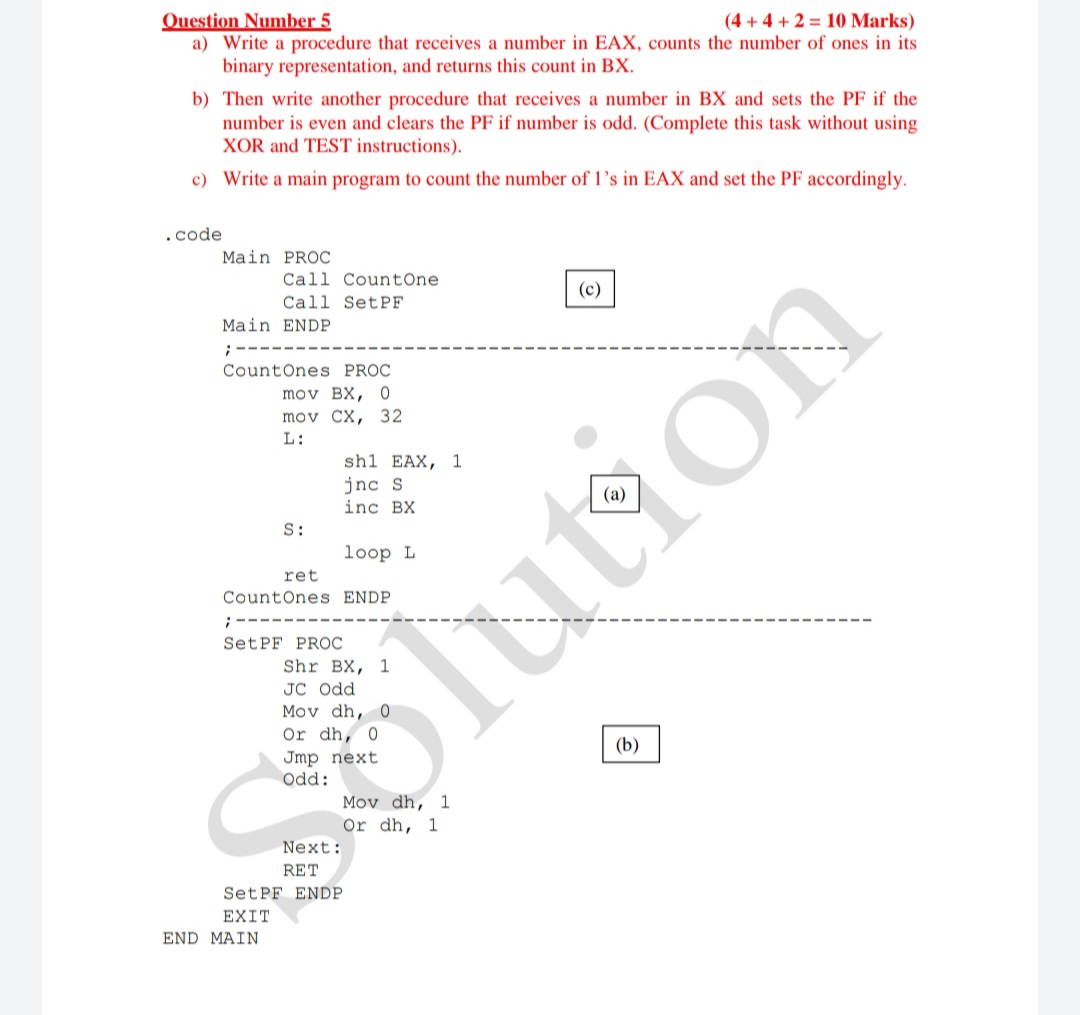 Question Number 5 (4 + 4 + 2 = 10 Marks)
a) Write a procedure that receives a number in EAX, counts the number of ones in its
binary representation, and returns this count in BX.
b) Then write another procedure that receives a number in BX and sets the PF if the
number is even and clears the PF if number is odd. (Complete this task without using
XOR and TEST instructions).
c) Write a main program to count the number of 1’s in EAX and set the PF accordingly.
.code
Main PROC
Call CountOne
(c)
Call SetPF
Main ENDP
;---------------------------------------------------
CountOnes PROC
mov BX, 0
mov CX, 32
L:
shl EAX, 1
jnc S
(a)
inc BX
S:
loop L
ret
CountOnes ENDP
;-----------------------------------------------------
SetPF PROC
Shr BX, 1
JC Odd
Mov dh, 0
Or dh, 0
(b)
Jmp next
Odd:
Mov dh, 1
Or dh, 1
Next:
RET
SetPF ENDP
EXIT
END MAIN
Solution